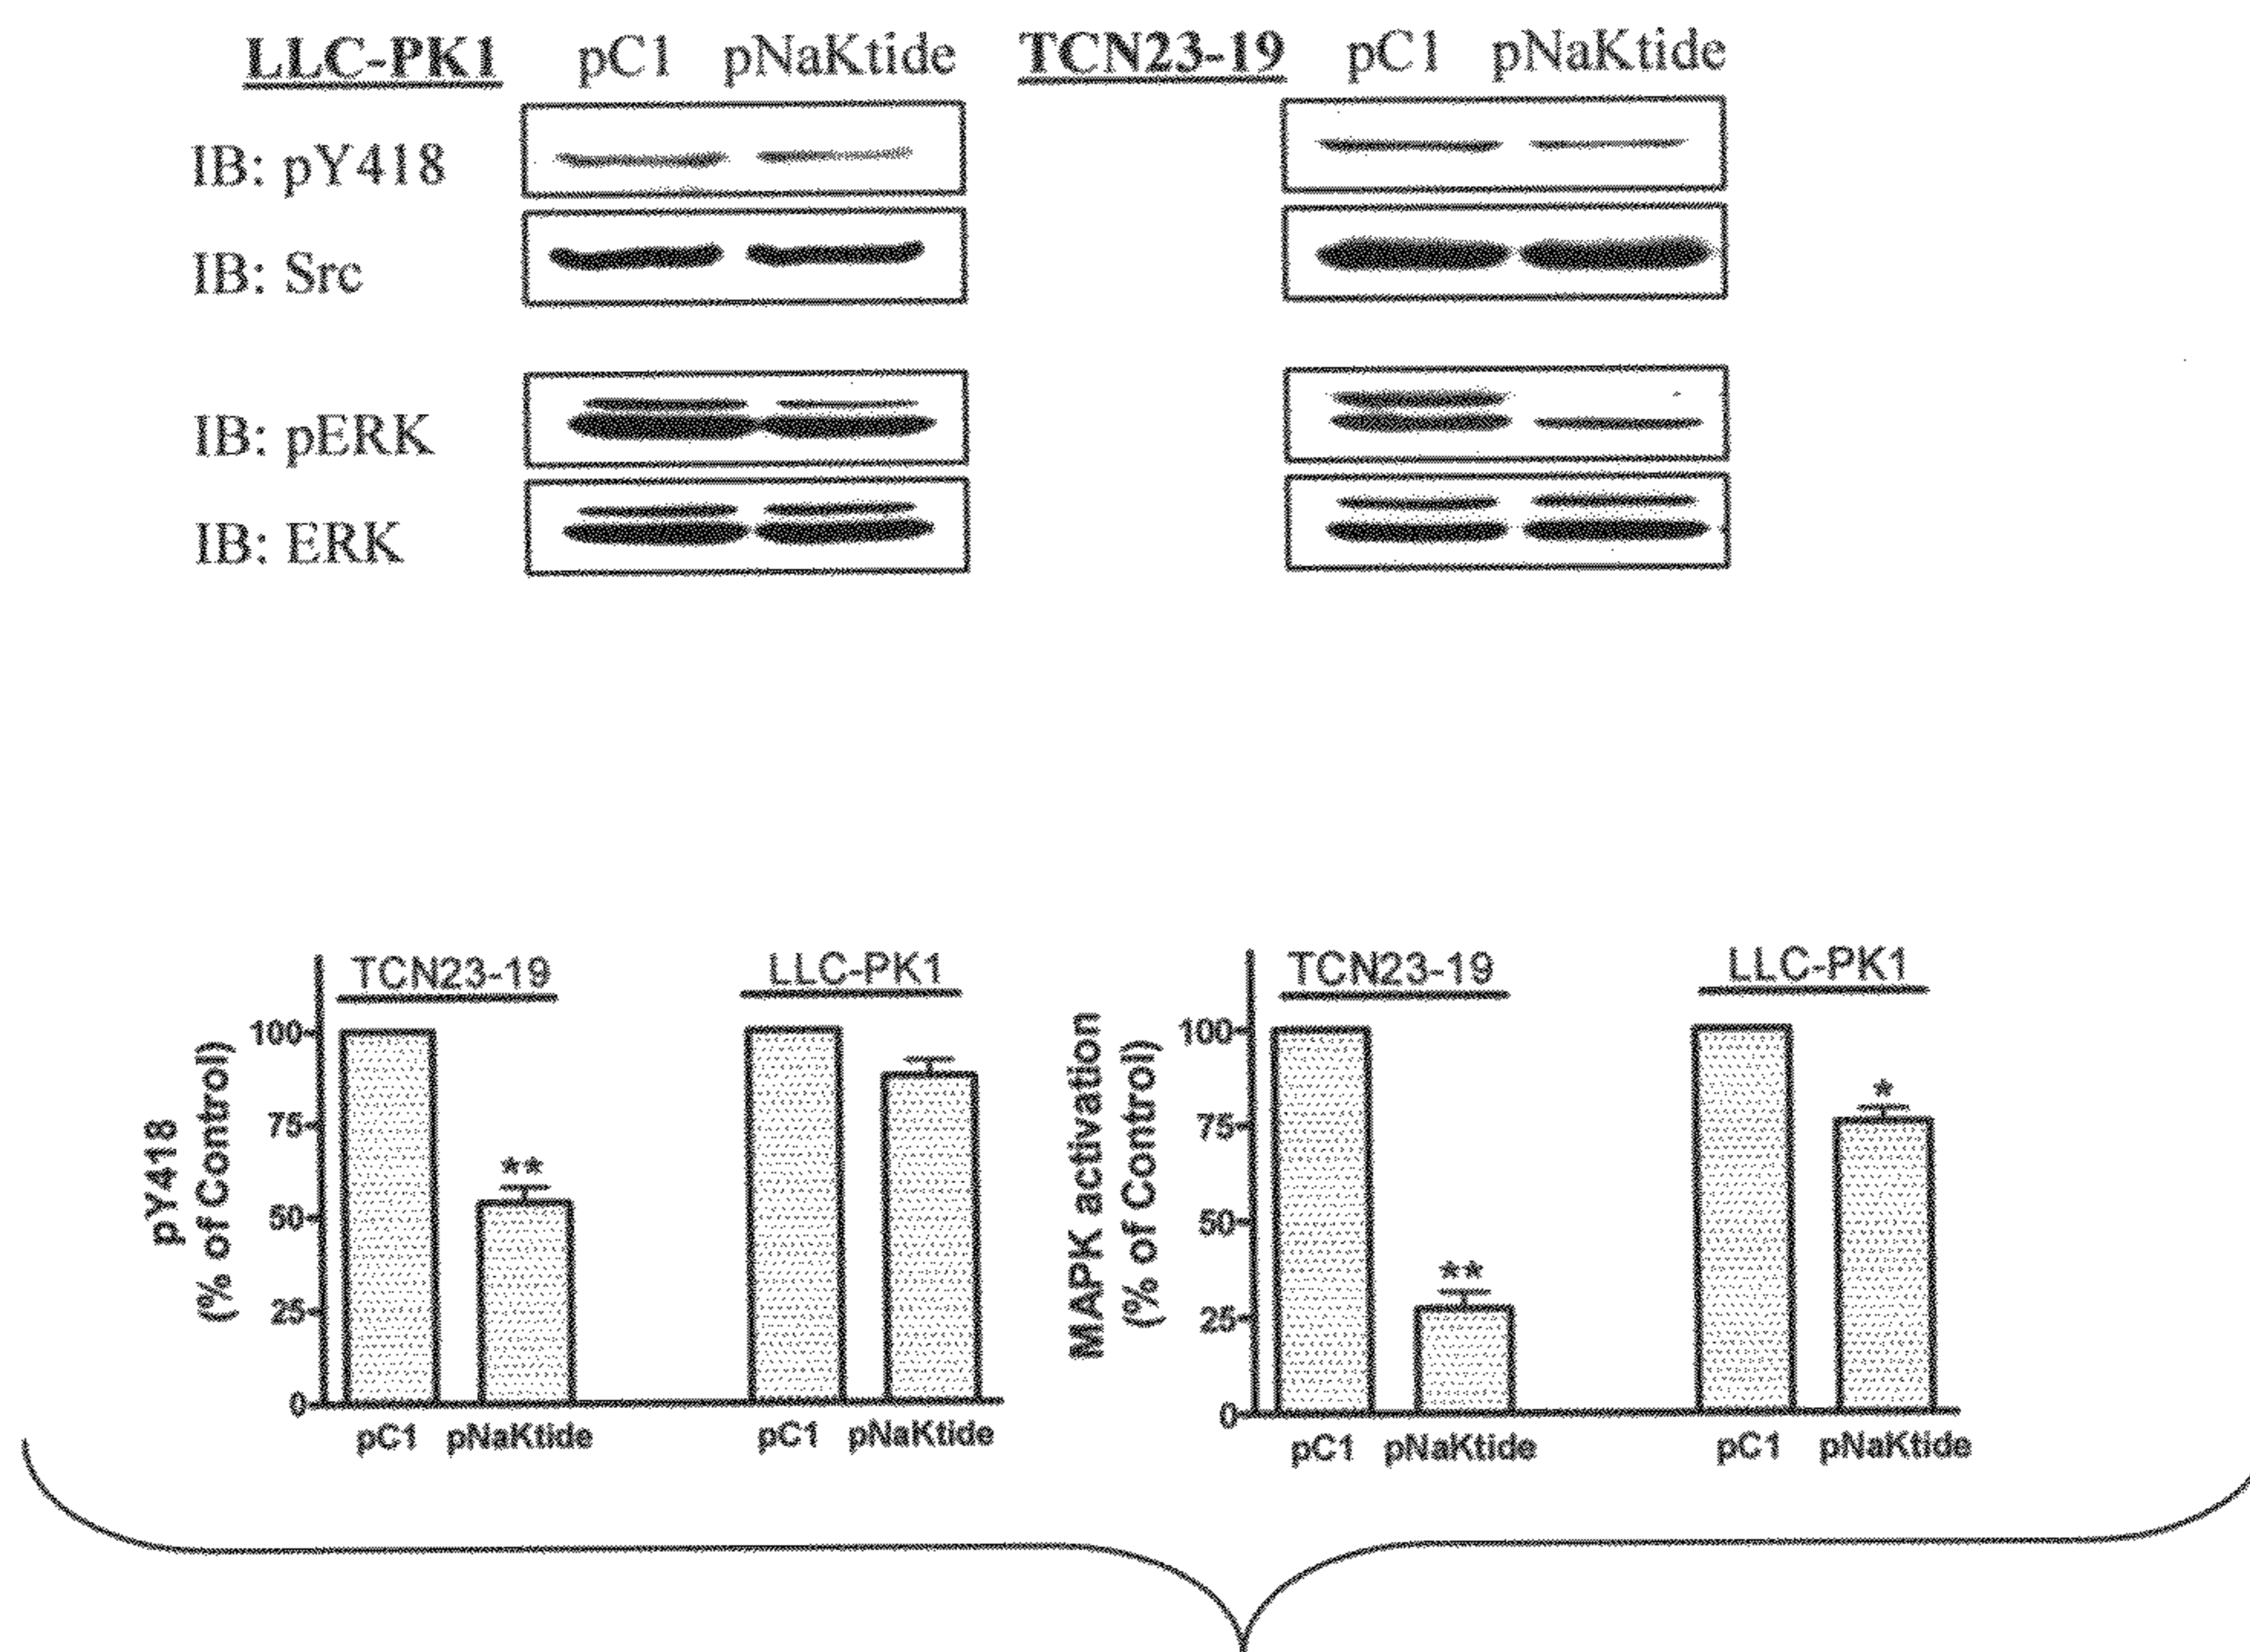 LLC-PK1 pC1 pNaKtide TCN23-19 pC1 pNaKtide
IB: pY418
IB: Src
IB: pERK
IB: ERK
TCN23-19 LLC-PK1
pY418
(% of Control)
100
75
50
25
0
**
pC1 pNaKtide pC1 pNaKtide
TCN23-19 LLC-PK1
MAPK activation
(% of Control)
100
75
50
25
0
**
*
pC1 pNaKtide pC1 pNaKtide